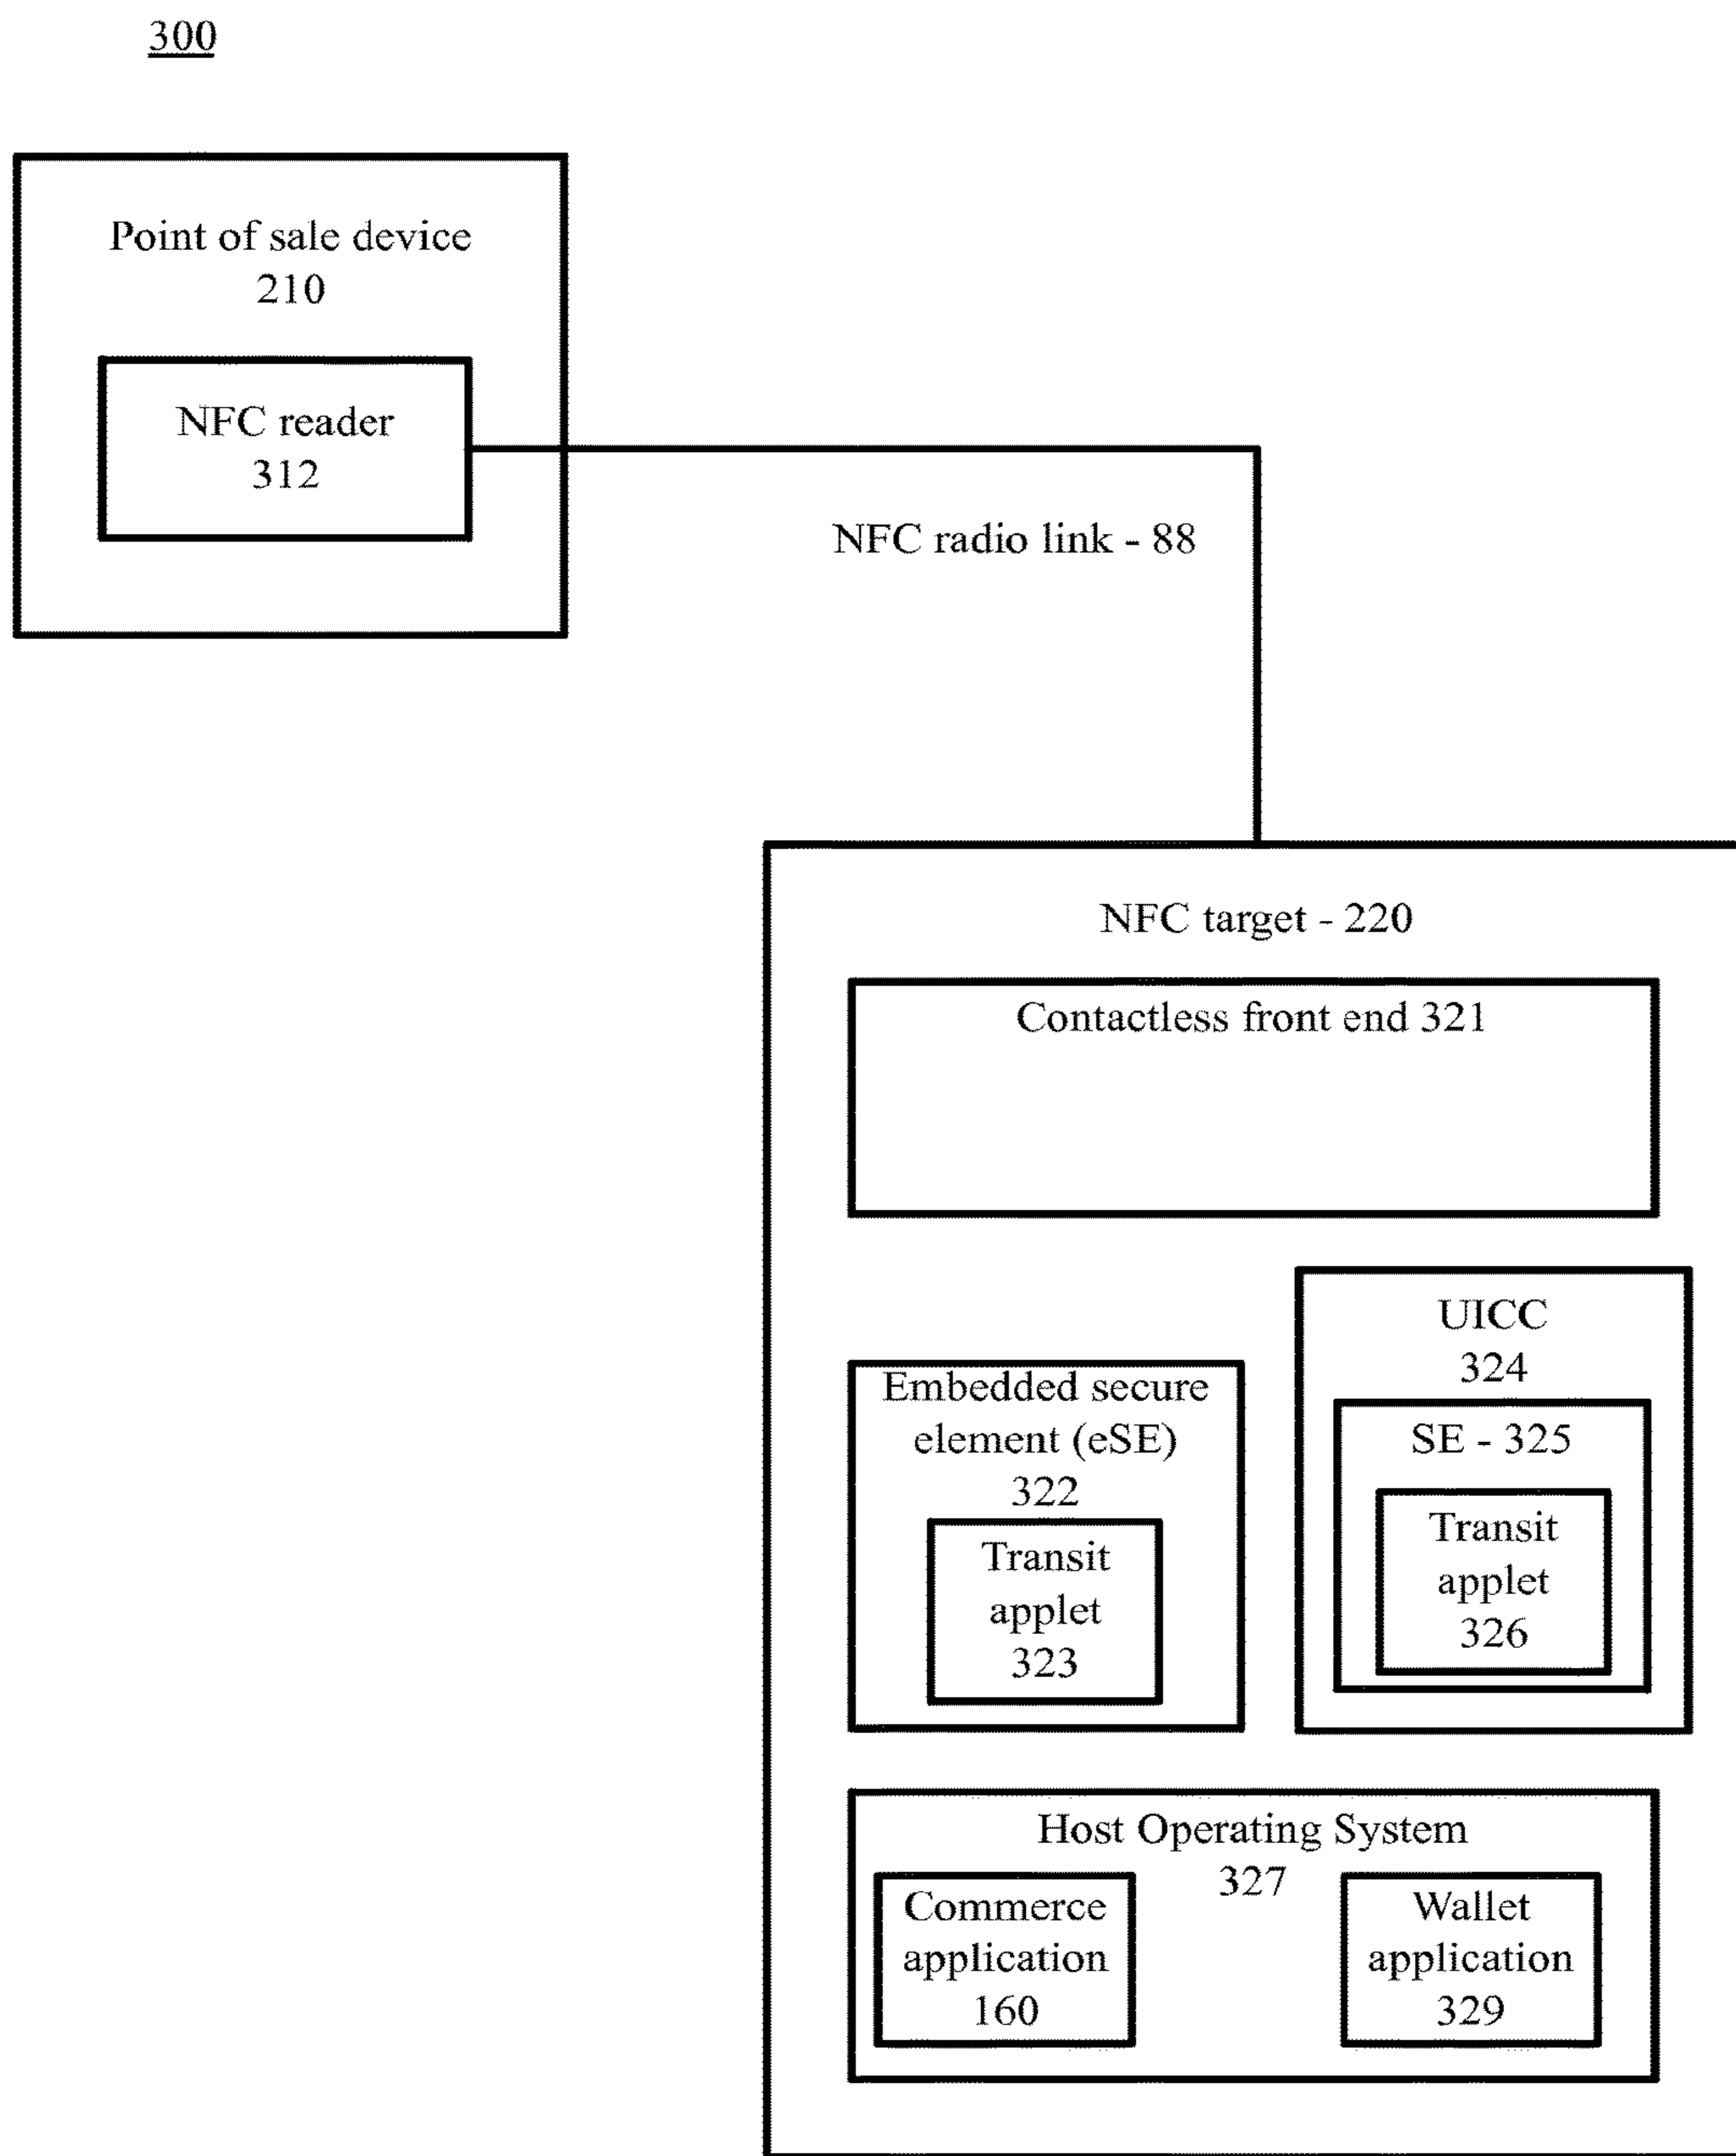 300
Point of sale device
210
NFC reader
312
NFC radio link - 88
NFC target - 220
Contactless front end 321
Embedded secure
element (eSE)
322
Transit
applet
323
UICC
324
SE - 325
Transit
applet
326
Host Operating System
327
Commerce
application
160
Wallet
application
329